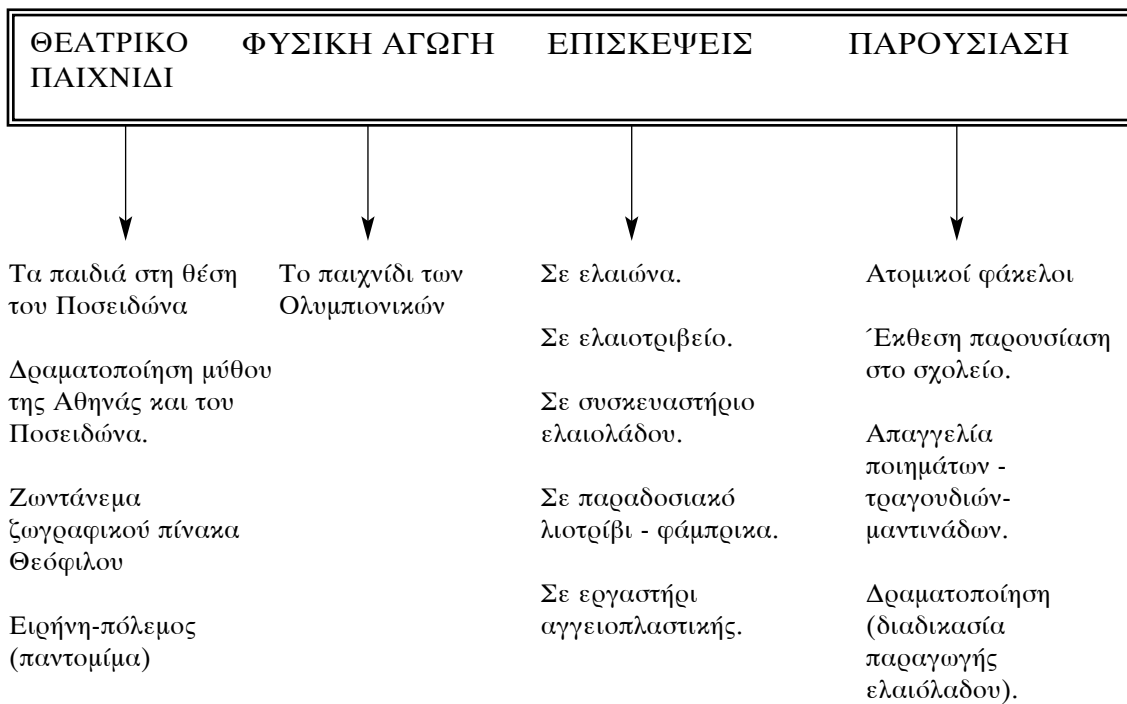 ΘΕΑΤΡΙΚΟ
ΠΑΙΧΝΙΔΙ
ΦΥΣΙΚΗ ΑΓΩΓΗ
ΕΠΙΣΚΕΨΕΙΣ
ΠΑΡΟΥΣΙΑΣΗ
Τα παιδιά στη θέση
του Ποσειδώνα
Δραματοποίηση μύθου
της Αθηνάς και του
Ποσειδώνα.
Ζωντάνεμα
ζωγραφικού πίνακα
Θεόφιλου
Ειρήνη-πόλεμος
(παντομίμα)
Το παιχνίδι των
Ολυμπιονικών
Σε ελαιώνα.
Σε ελαιοτριβείο.
Σε συσκευαστήριο
ελαιολάδου.
Σε παραδοσιακό
λιοτρίβι - φάμπρικα.
Σε εργαστήρι
αγγειοπλαστικής.
Ατομικοί φάκελοι
Έκθεση παρουσίαση
στο σχολείο.
Απαγγελία
ποιημάτων -
τραγουδιών-
μαντινάδων.
Δραματοποίηση
(διαδικασία
παραγωγής
ελαιόλαδου).